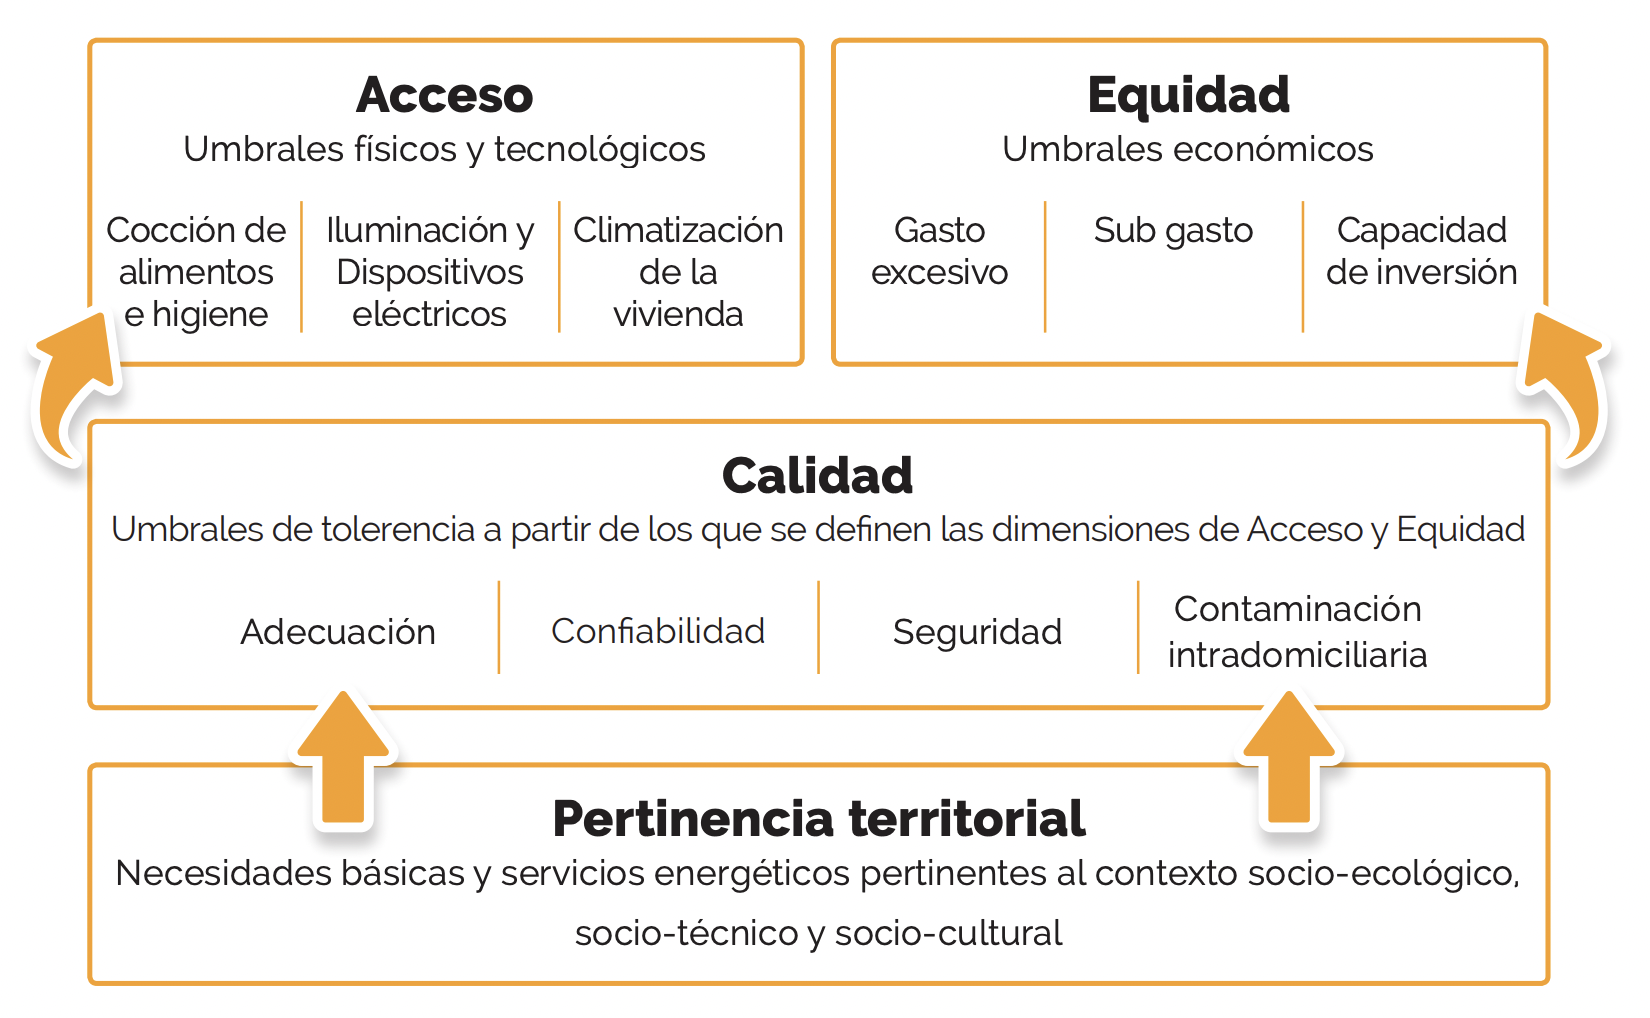 Acceso
Umbrales físicos y tecnológicos
Cocción de
alimentos
e higiene
Iluminación y
Dispositivos
eléctricos
Climatización
de la
vivienda
Equidad
Umbrales económicos
Gasto
excesivo
Sub gasto
Capacidad
de inversión
Calidad
Umbrales de tolerencia a partir de los que se definen las dimensiones de Acceso y Equidad
Adecuación
Confiabilidad
Seguridad
Contaminación
intradomiciliaria
Pertinencia territorial
Necesidades básicas y servicios energéticos pertinentes al contexto socio-ecológico,
socio-técnico y socio-cultural